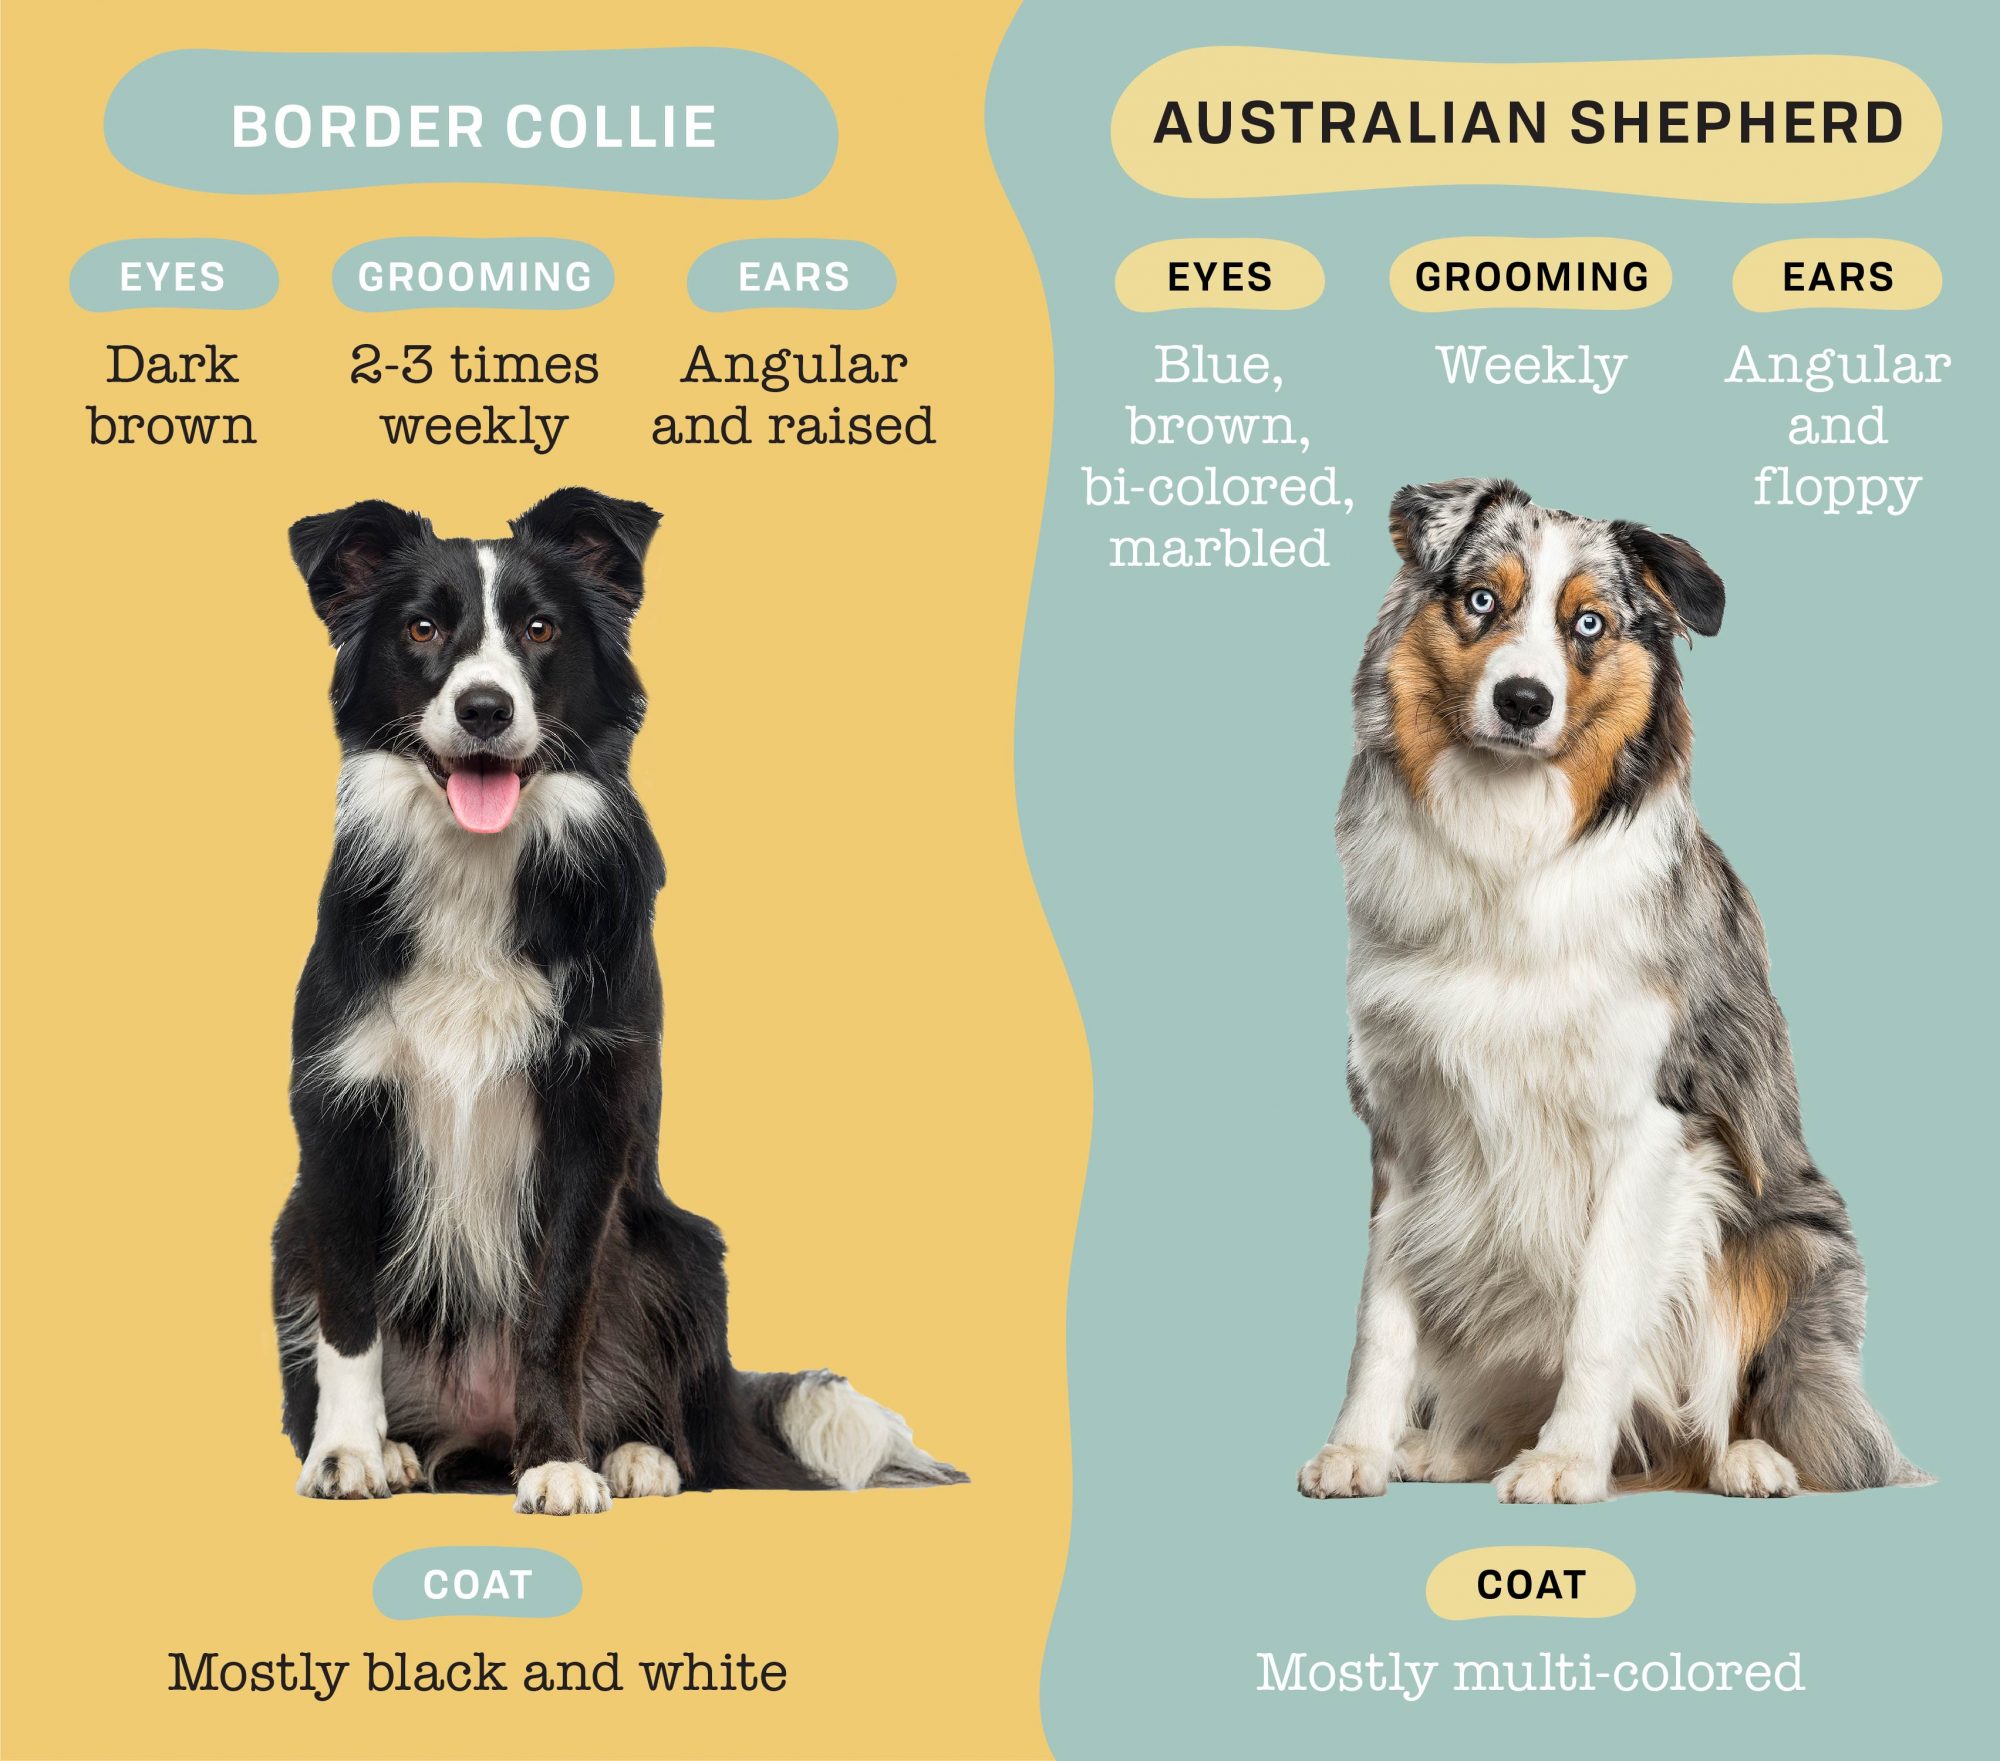 BORDER COLLIE
EYES
Dark
brown
GROOMING
2-3 times
weekly
EARS
Angular
and raised
COAT
Mostly black and white
AUSTRALIAN SHEPHERD
EYES
Blue,
brown,
bi-colored,
marbled
GROOMING
Weekly
EARS
Angular
and
floppy
COAT
Mostly multi-colored